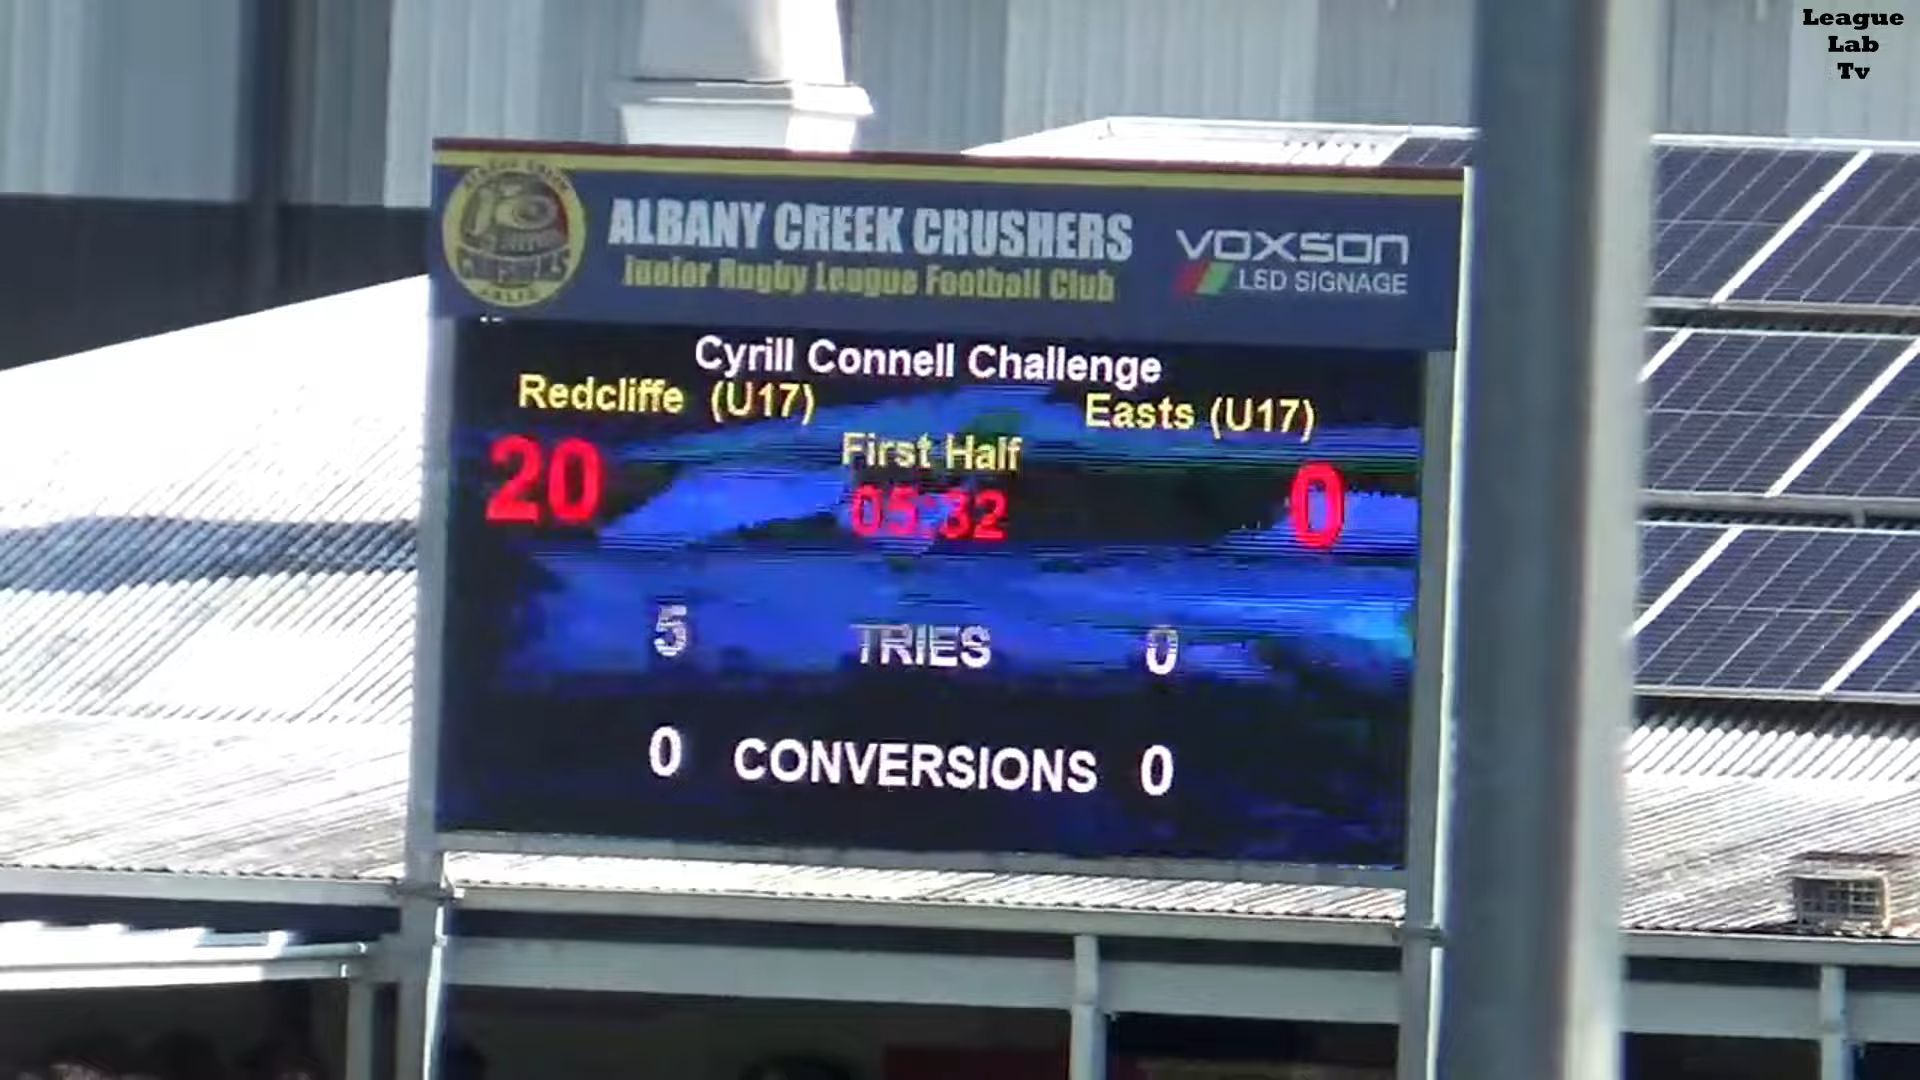 League
Lab
Tv
ALBANY CREEK CRUSHERS
Junior Rugby League Football Club
VOXSON
LED SIGNAGE
Cyrill Connell Challenge
Redcliffe (U17)
Easts (U17)
First Half
20
05:32
0
5 TRIES 0
0 CONVERSIONS 0